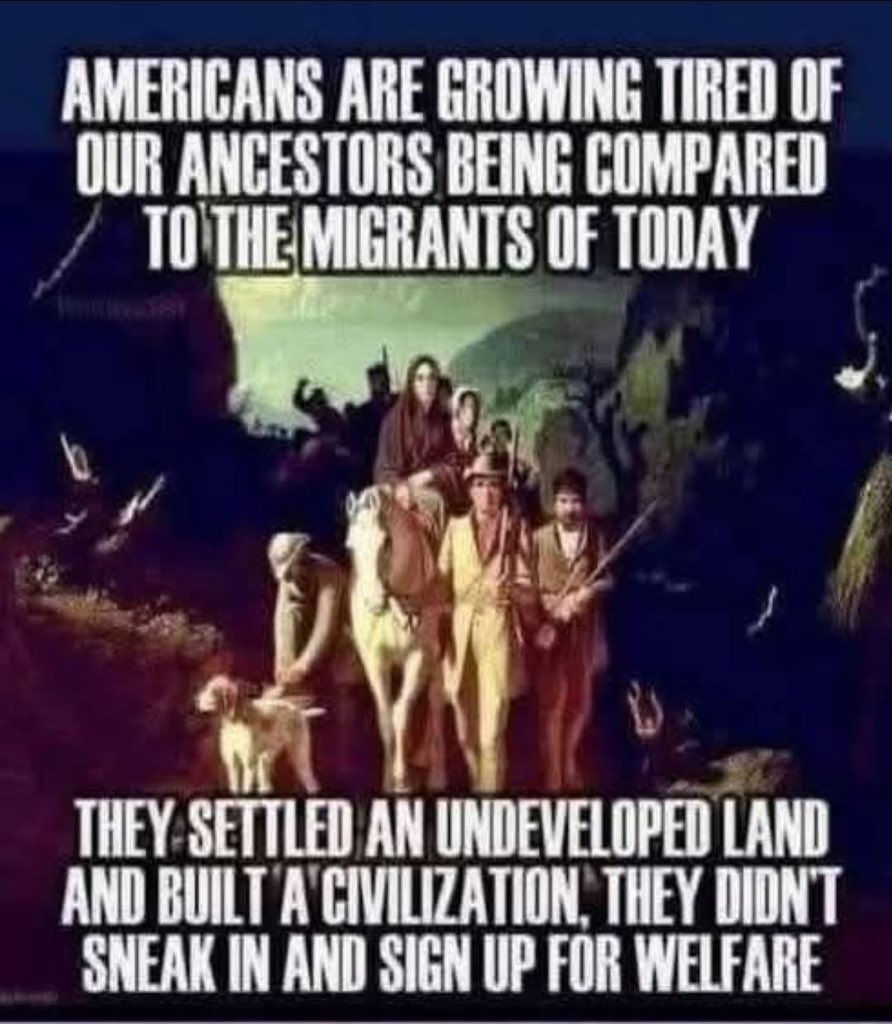 AMERICANS ARE GROWING TIRED OF
OUR ANCESTORS BEING COMPARED
TO THE MIGRANTS OF TODAY
THEY SETTLED AN UNDEVELOPED LAND
AND BUILT A CIVILIZATION, THEY DIDN'T
SNEAK IN AND SIGN UP FOR WELFARE